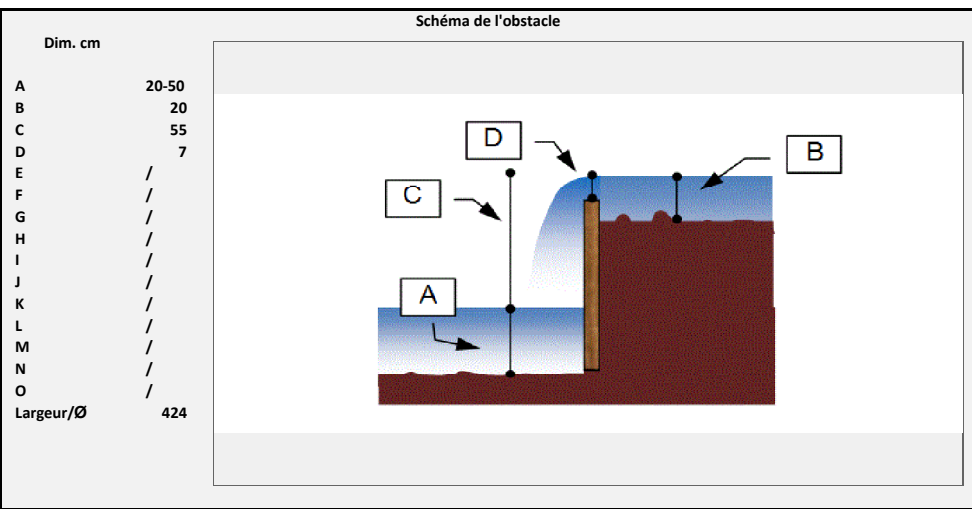 Schéma de l'obstacle
Dim. cm
A 20-50
B 20
C 55
D 7
E /
F /
G /
H /
I /
J /
K /
L /
M /
N /
O /
Largeur/Ø 424
D
B
C
A